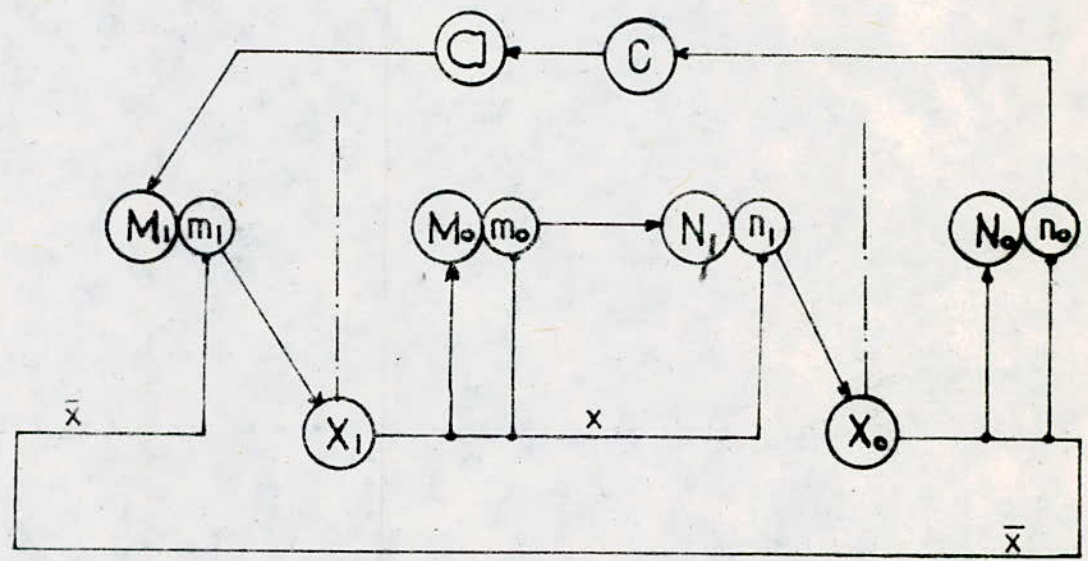 a C
M₁ m₁ M₀ m₀ N₁ n₁ N₀ n₀
x̄ X₁ x X₀
x̄